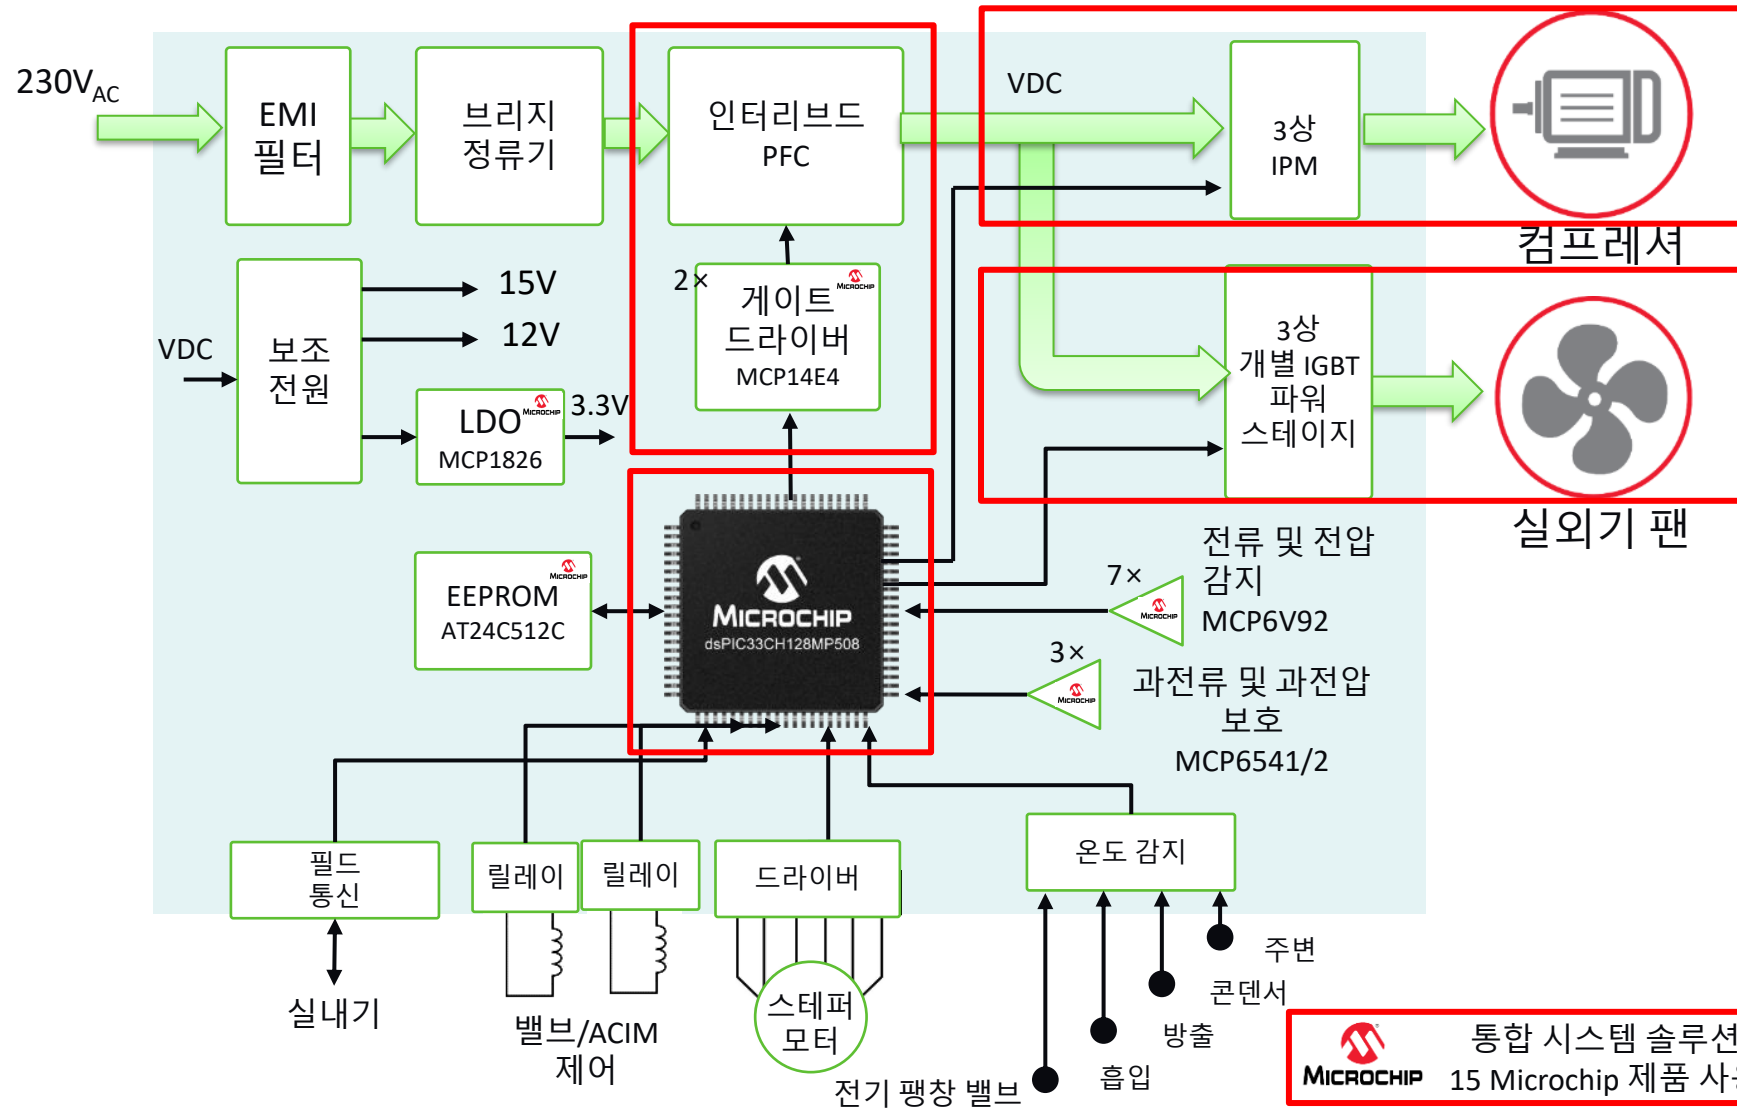 230VAC
EMI
필터
브리지
정류기
인터리브드
PFC
VDC
3상
IPM
컴프레셔
2×
게이트
드라이버
MCP14E4
MICROCHIP
15V
12V
VDC
보조
전원
LDO
MCP1826
MICROCHIP
3.3V
3상
개별 IGBT
파워
스테이지
실외기 팬
EEPROM
AT24C512C
MICROCHIP
MICROCHIP
dsPIC33CH128MP508
7×
MICROCHIP
전류 및 전압
감지
MCP6V92
3×
MICROCHIP
과전류 및 과전압
보호
MCP6541/2
필드
통신
릴레이
릴레이
드라이버
온도 감지
실내기
밸브/ACIM
제어
스테퍼
모터
주변
콘덴서
방출
흡입
전기 팽창 밸브
MICROCHIP
통합 시스템 솔루션
15 Microchip 제품